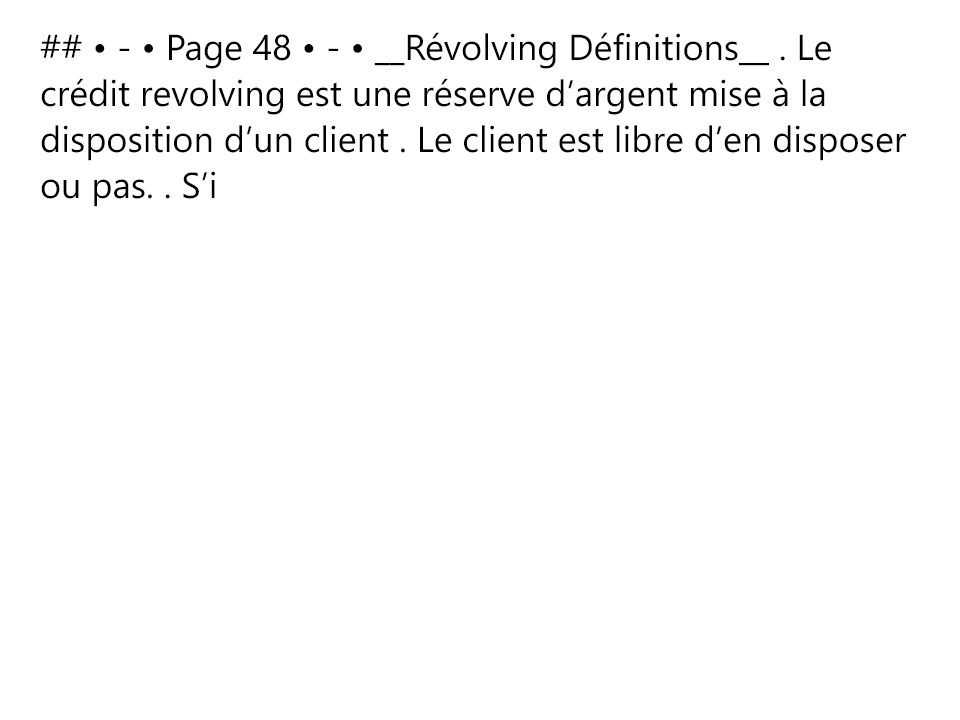 ## • - • Page 48 • - • __Révolving Définitions__ . Le
crédit revolving est une réserve d’argent mise à la
disposition d’un client . Le client est libre d’en disposer
ou pas. . S’i